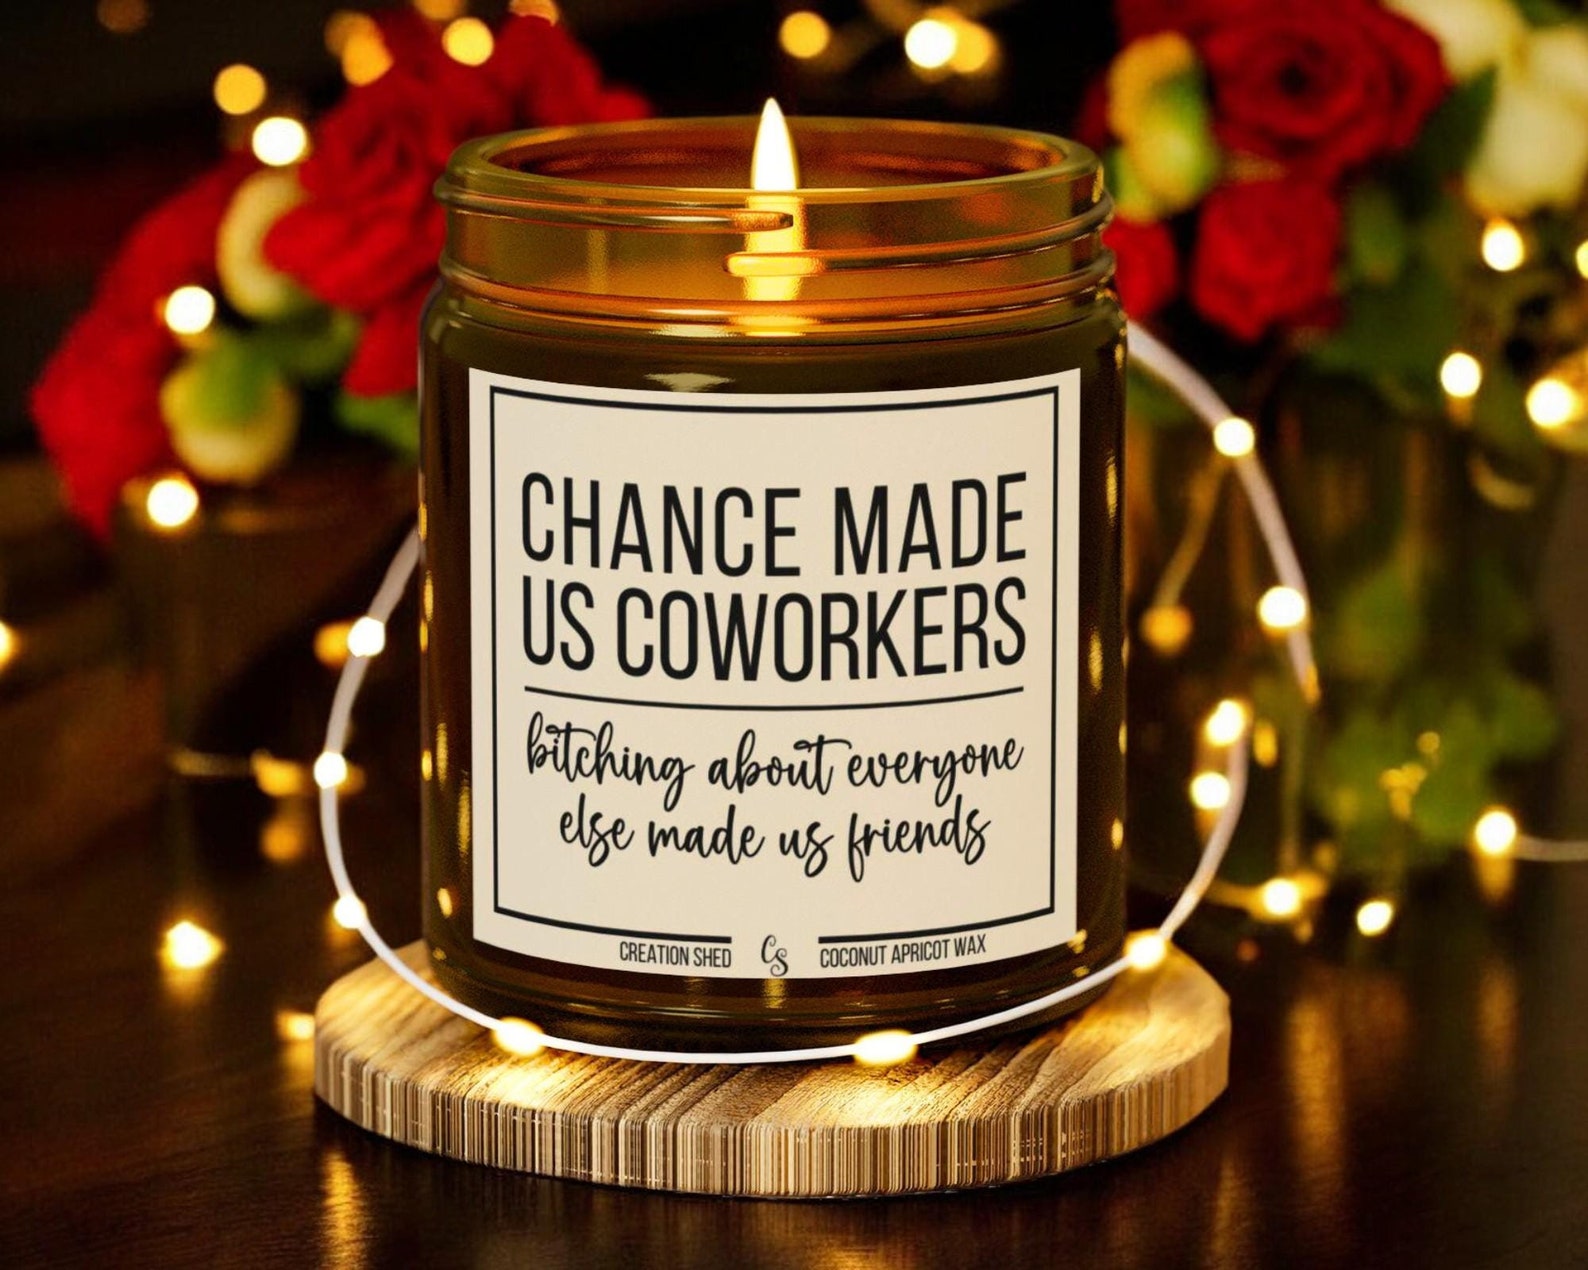 CHANCE MADE
US COWORKERS
bitching about everyone
else made us friends
CREATION SHED CS COCONUT APRICOT WAX